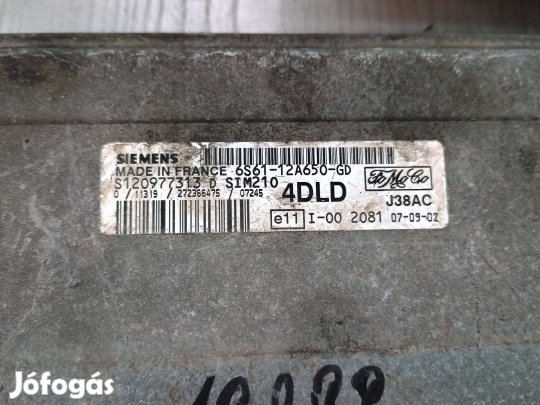 SIEMENS
MADE IN FRANCE 6S61-12A650-GD
S120977313 D SIM210
0 / 11319 / 272366475 / 07245
4DLD
FoMoCo
J38AC
e11 I-00 2081 07-09-02
Jófogás